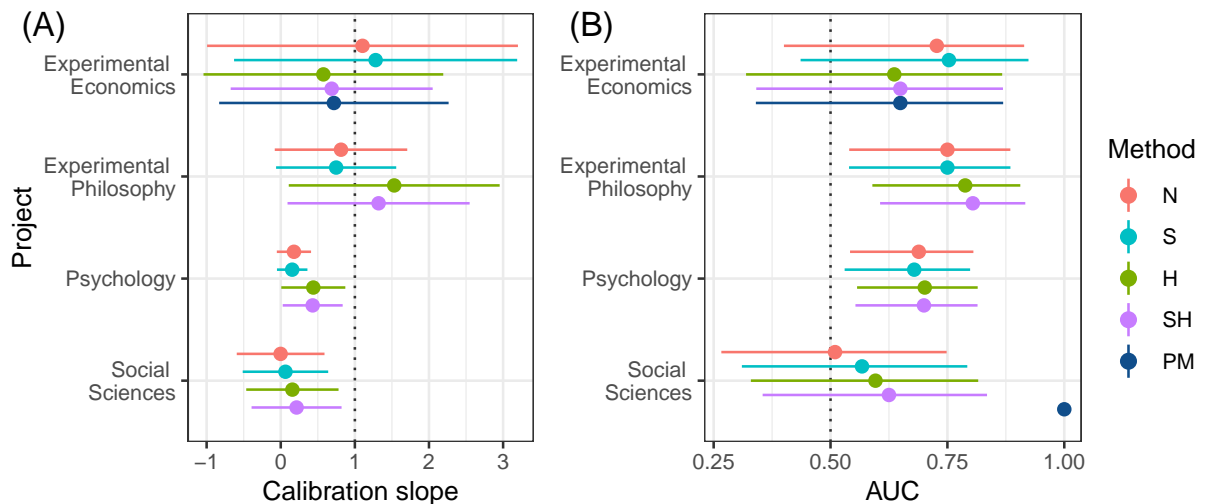 (A)
Project
Experimental
Economics
Experimental
Philosophy
Psychology
Social
Sciences
−1 0 1 2 3
Calibration slope
(B)
Experimental
Economics
Experimental
Philosophy
Psychology
Social
Sciences
0.25 0.50 0.75 1.00
AUC
Method
N
S
H
SH
PM